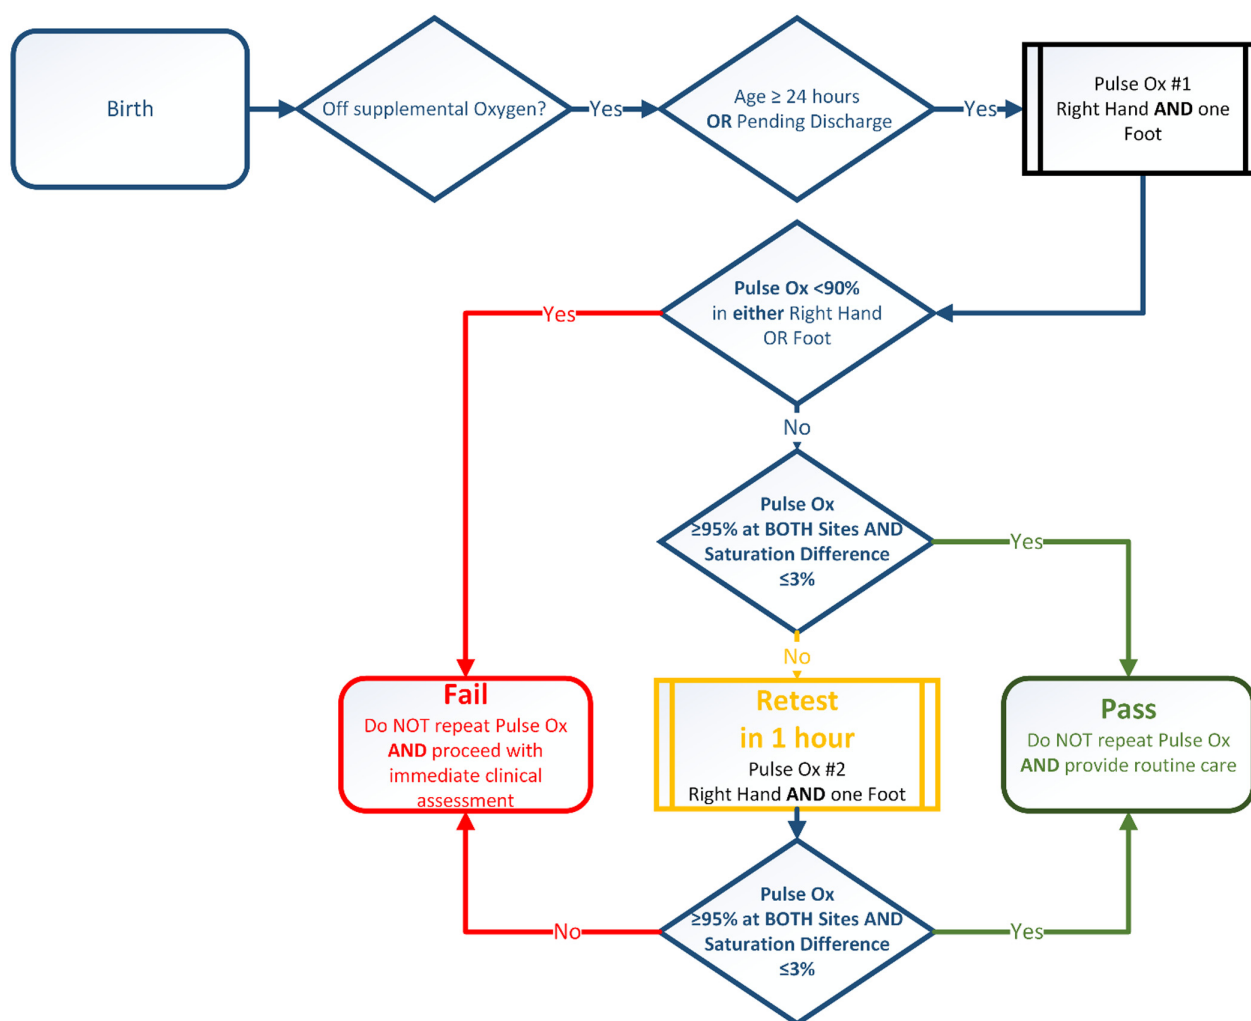 Birth
Off supplemental Oxygen?
Yes
Age ≥ 24 hours
OR Pending Discharge
Yes
Pulse Ox #1
Right Hand AND one
Foot
Pulse Ox <90%
in either Right Hand
OR Foot
Yes
No
Pulse Ox
≥95% at BOTH Sites AND
Saturation Difference
≤3%
Yes
No
Fail
Do NOT repeat Pulse Ox
AND proceed with
immediate clinical
assessment
Retest
in 1 hour
Pulse Ox #2
Right Hand AND one Foot
Pass
Do NOT repeat Pulse Ox
AND provide routine care
Pulse Ox
≥95% at BOTH Sites AND
Saturation Difference
≤3%
No
Yes